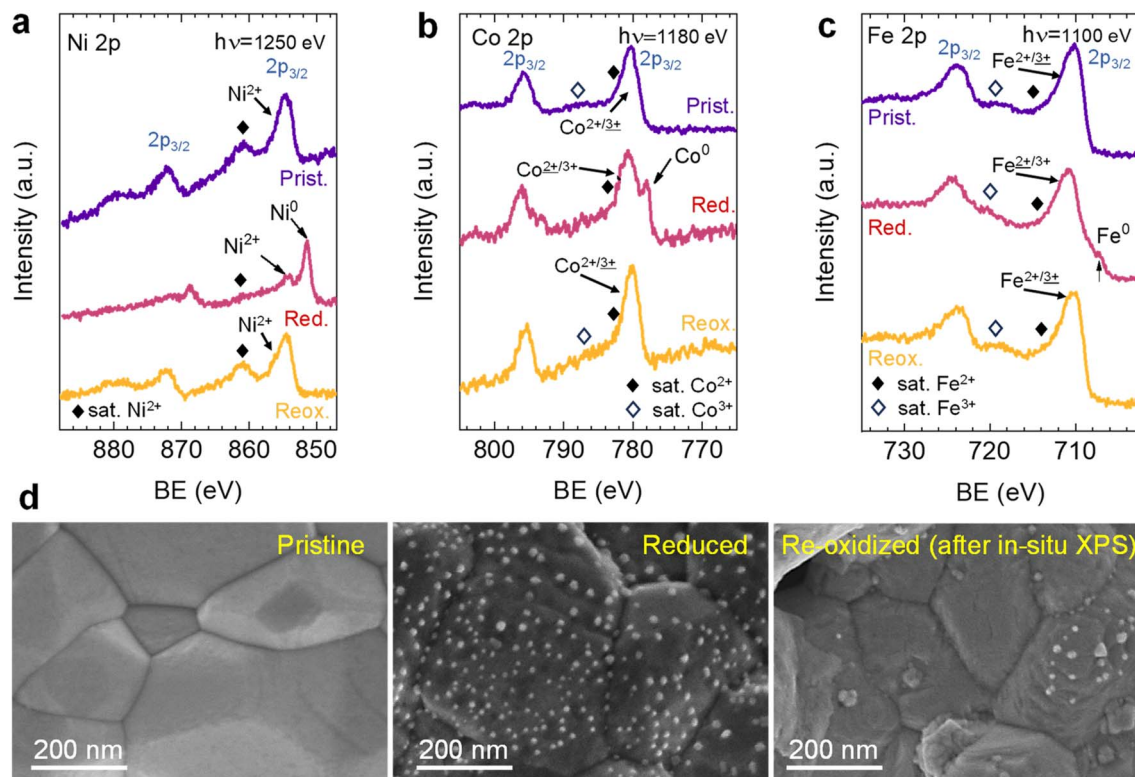 a
Ni 2p
hν=1250 eV
2p3/2
Ni2+
2p3/2
Prist.
Ni0
Ni2+
Red.
Ni2+
Reox.
◆ sat. Ni2+
880 870 860 850
BE (eV)
Intensity (a.u.)
b
Co 2p
hν=1180 eV
2p3/2
2p3/2
Prist.
Co2+/3+
Co2+/3+
Co0
Red.
Co2+/3+
Reox.
◆ sat. Co2+
◇ sat. Co3+
800 790 780 770
BE (eV)
Intensity (a.u.)
c
Fe 2p
hν=1100 eV
2p3/2
Fe2+/3+
2p3/2
Prist.
Fe2+/3+
Red.
Fe0
Fe2+/3+
Reox.
◆ sat. Fe2+
◇ sat. Fe3+
730 720 710
BE (eV)
Intensity (a.u.)
d
Pristine
200 nm
Reduced
200 nm
Re-oxidized (after in-situ XPS)
200 nm